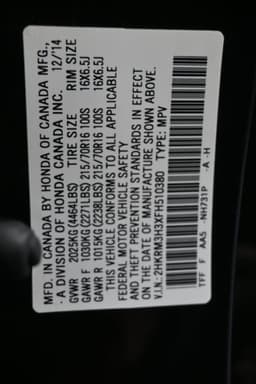 MFD. IN CANADA BY HONDA OF CANADA MFG.,
A DIVISION OF HONDA CANADA INC. 12/'14
GVWR 2025KG(4464LBS) TIRE SIZE RIM SIZE
GAWR F 1030KG(2271LBS) 215/70R16 100S 16X6.5J
GAWR R 1015KG(2238LBS) 215/70R16 100S 16X6.5J
THIS VEHICLE CONFORMS TO ALL APPLICABLE
FEDERAL MOTOR VEHICLE SAFETY
AND THEFT PREVENTION STANDARDS IN EFFECT
ON THE DATE OF MANUFACTURE SHOWN ABOVE.
V.I.N.: 2HKRM3H3XFH510380 TYPE: MPV
TFF F AA5 -NH731P -A -H